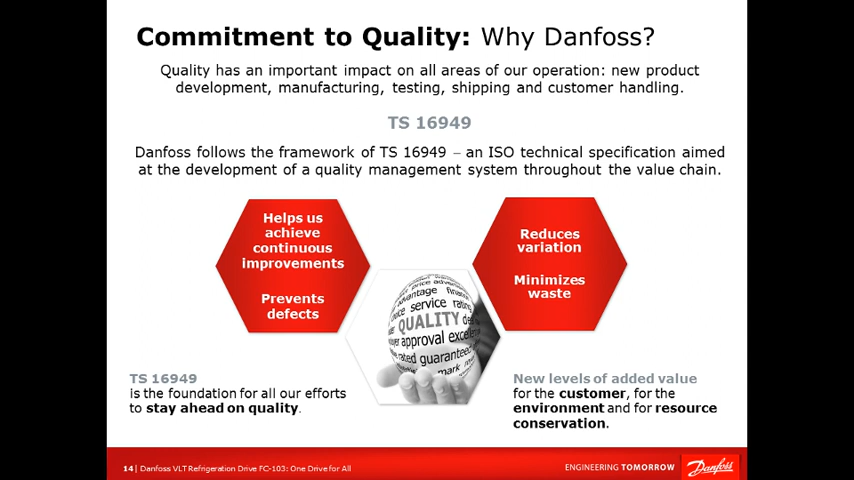 Commitment to Quality: Why Danfoss?
Quality has an important impact on all areas of our operation: new product
development, manufacturing, testing, shipping and customer handling.
TS 16949
Danfoss follows the framework of TS 16949 – an ISO technical specification aimed
at the development of a quality management system throughout the value chain.
Helps us
achieve
continuous
improvements
Prevents
defects
Reduces
variation
Minimizes
waste
price
advantage
service
QUALITY
approval
rated guaranteed
mark
TS 16949
is the foundation for all our efforts
to stay ahead on quality.
New levels of added value
for the customer, for the
environment and for resource
conservation.
14 | Danfoss VLT Refrigeration Drive FC-103: One Drive for All
ENGINEERING TOMORROW
Danfoss